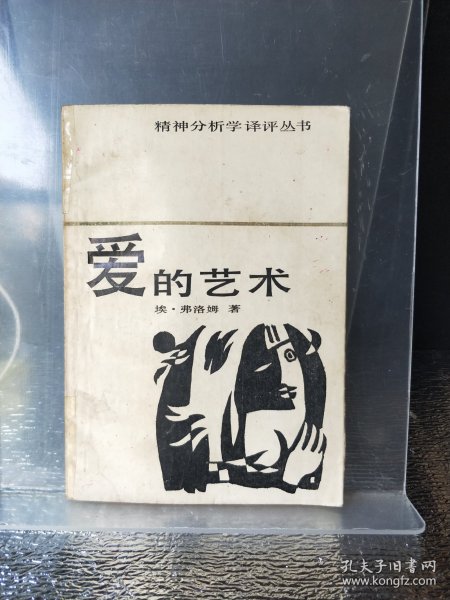 精神分析学译评丛书
爱的艺术
埃·弗洛姆 著
孔夫子旧书网
www.kongfz.com